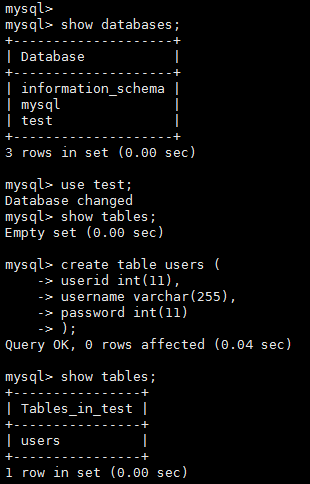 mysql>
mysql> show databases;
+--------------------+
| Database           |
+--------------------+
| information_schema |
| mysql              |
| test               |
+--------------------+
3 rows in set (0.00 sec)
mysql> use test;
Database changed
mysql> show tables;
Empty set (0.00 sec)
mysql> create table users (
    -> userid int(11),
    -> username varchar(255),
    -> password int(11)
    -> );
Query OK, 0 rows affected (0.04 sec)
mysql> show tables;
+----------------+
| Tables_in_test |
+----------------+
| users          |
+----------------+
1 row in set (0.00 sec)